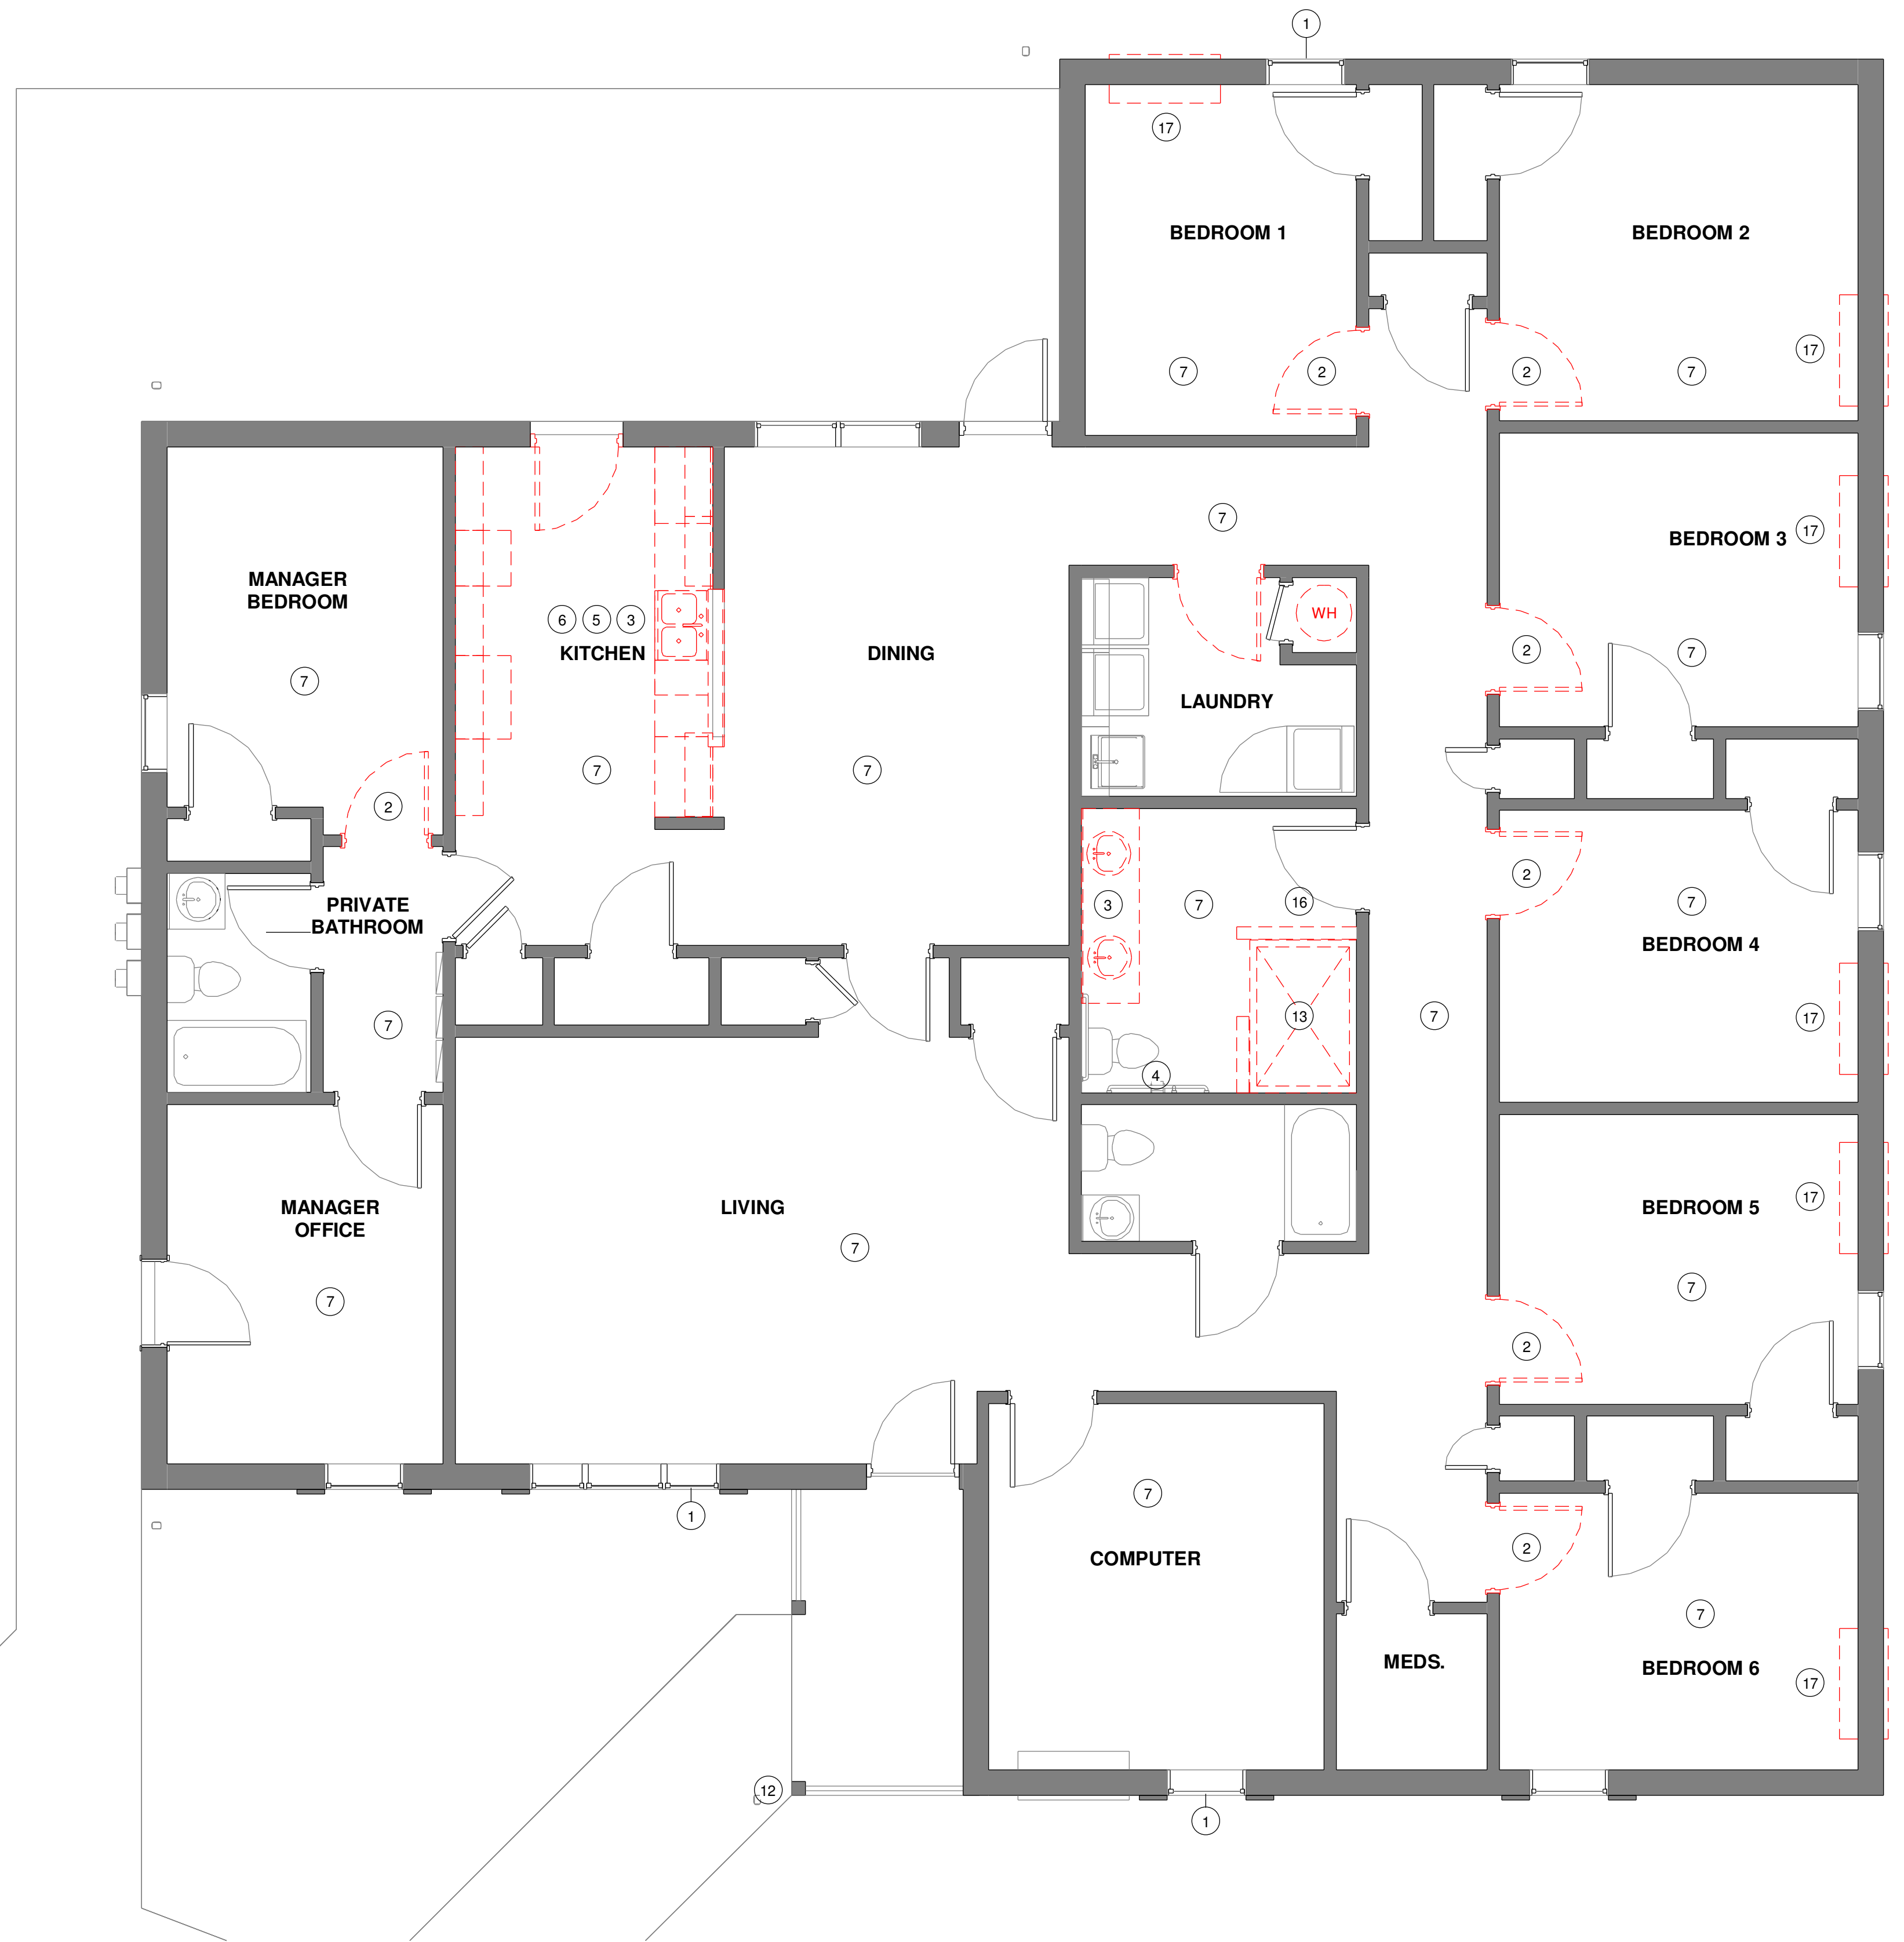 1
17
BEDROOM 1
BEDROOM 2
17
7
2
2
7
7
BEDROOM 3
17
MANAGER
BEDROOM
6
5
3
WH
KITCHEN
DINING
2
7
7
LAUNDRY
7
7
2
2
7
PRIVATE
BATHROOM
3
7
16
BEDROOM 4
7
13
7
17
4
MANAGER
OFFICE
LIVING
BEDROOM 5
17
7
7
7
2
7
1
COMPUTER
2
7
MEDS.
BEDROOM 6
17
12
1